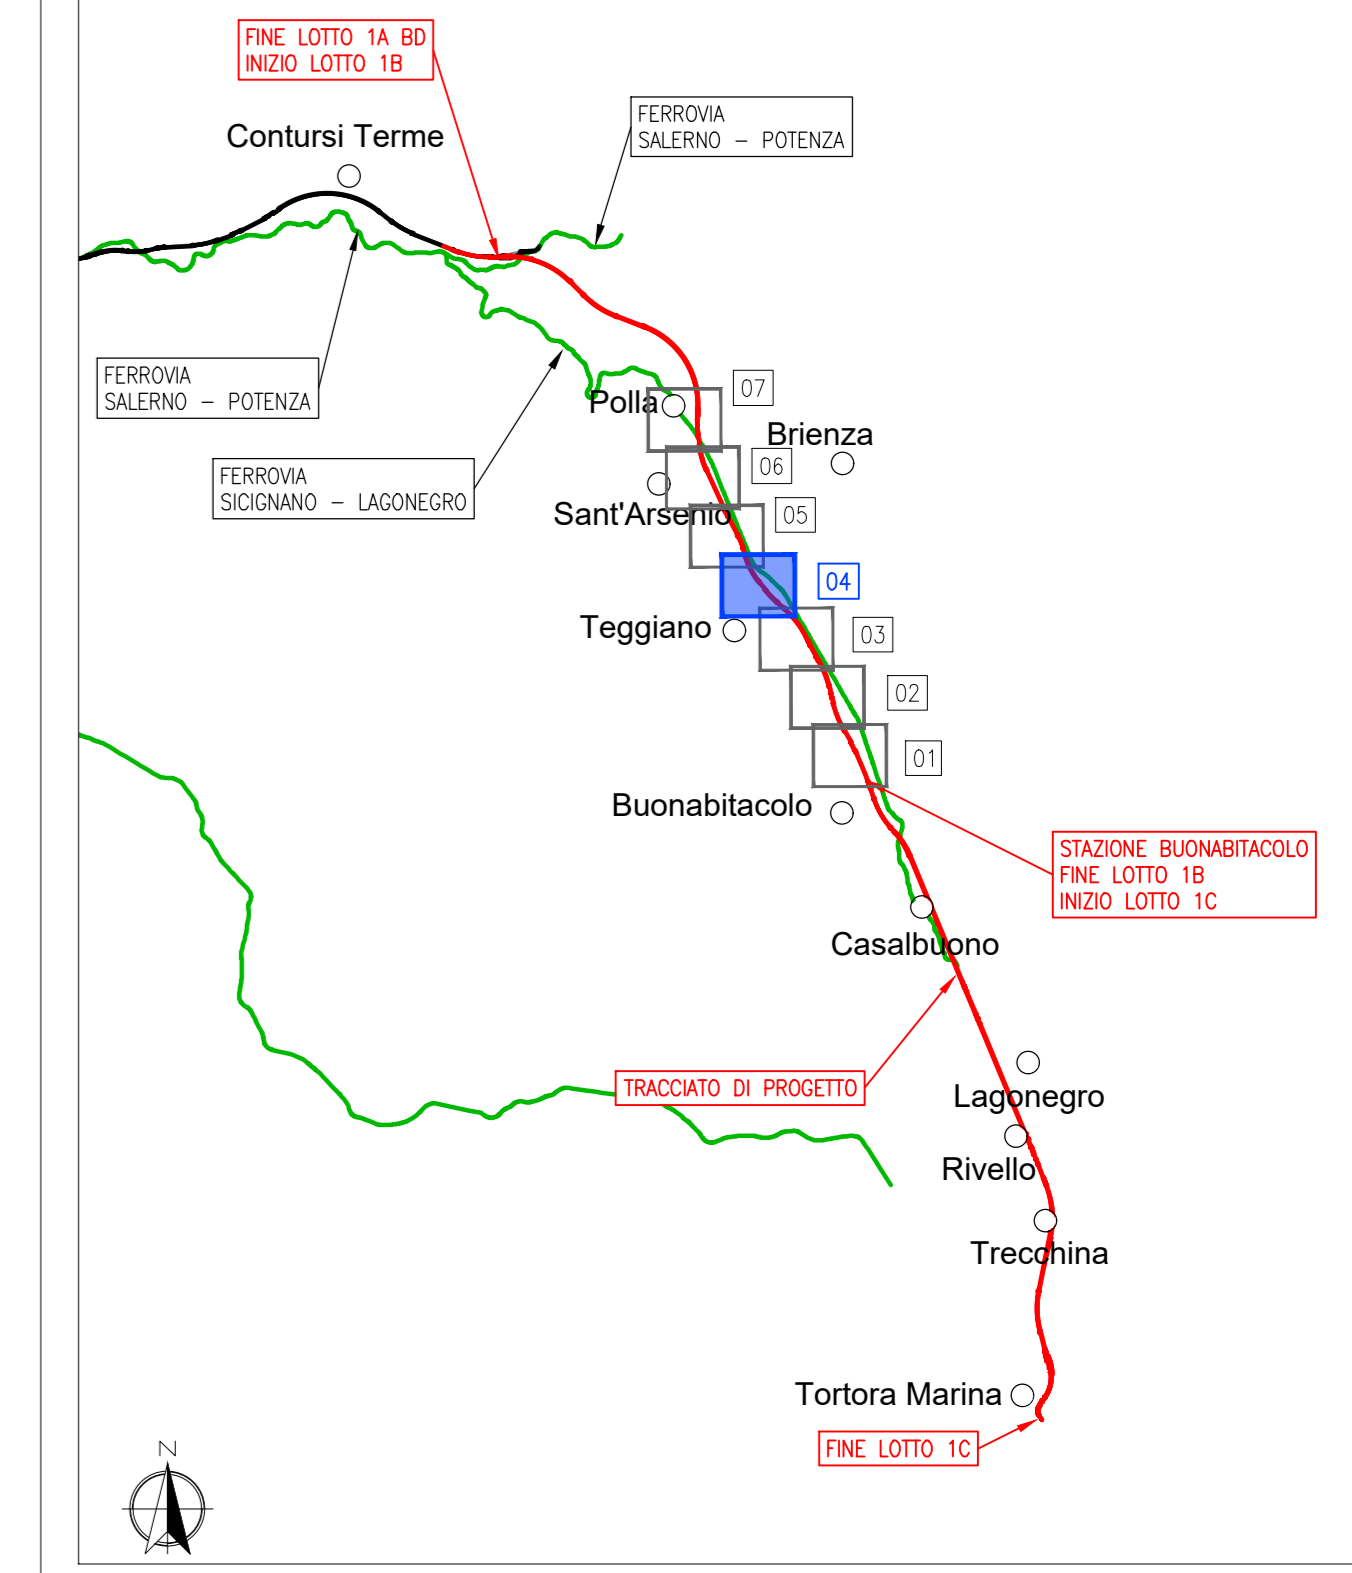 FINE LOTTO 1A BD
INIZIO LOTTO 1B
FERROVIA
SALERNO – POTENZA
Contursi Terme
FERROVIA
SALERNO – POTENZA
07
Polla
Brienza
06
FERROVIA
SICIGNANO – LAGONEGRO
Sant'Arsenio
05
04
Teggiano
03
02
01
Buonabitacolo
STAZIONE BUONABITACOLO
FINE LOTTO 1B
INIZIO LOTTO 1C
Casalbuono
TRACCIATO DI PROGETTO
Lagonegro
Rivello
Trecchina
Tortora Marina
FINE LOTTO 1C
N